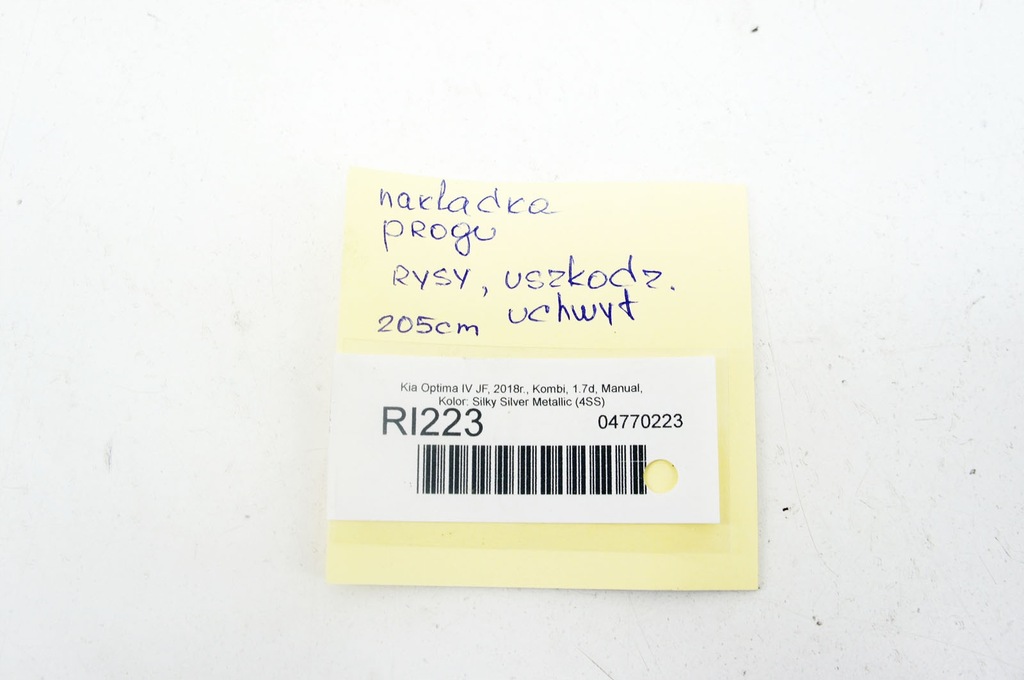 nakładka
progu
RYSY, uszkodz.
uchwyt
205cm
Kia Optima IV JF, 2018r., Kombi, 1.7d, Manual,
Kolor: Silky Silver Metallic (4SS)
RI223 04770223